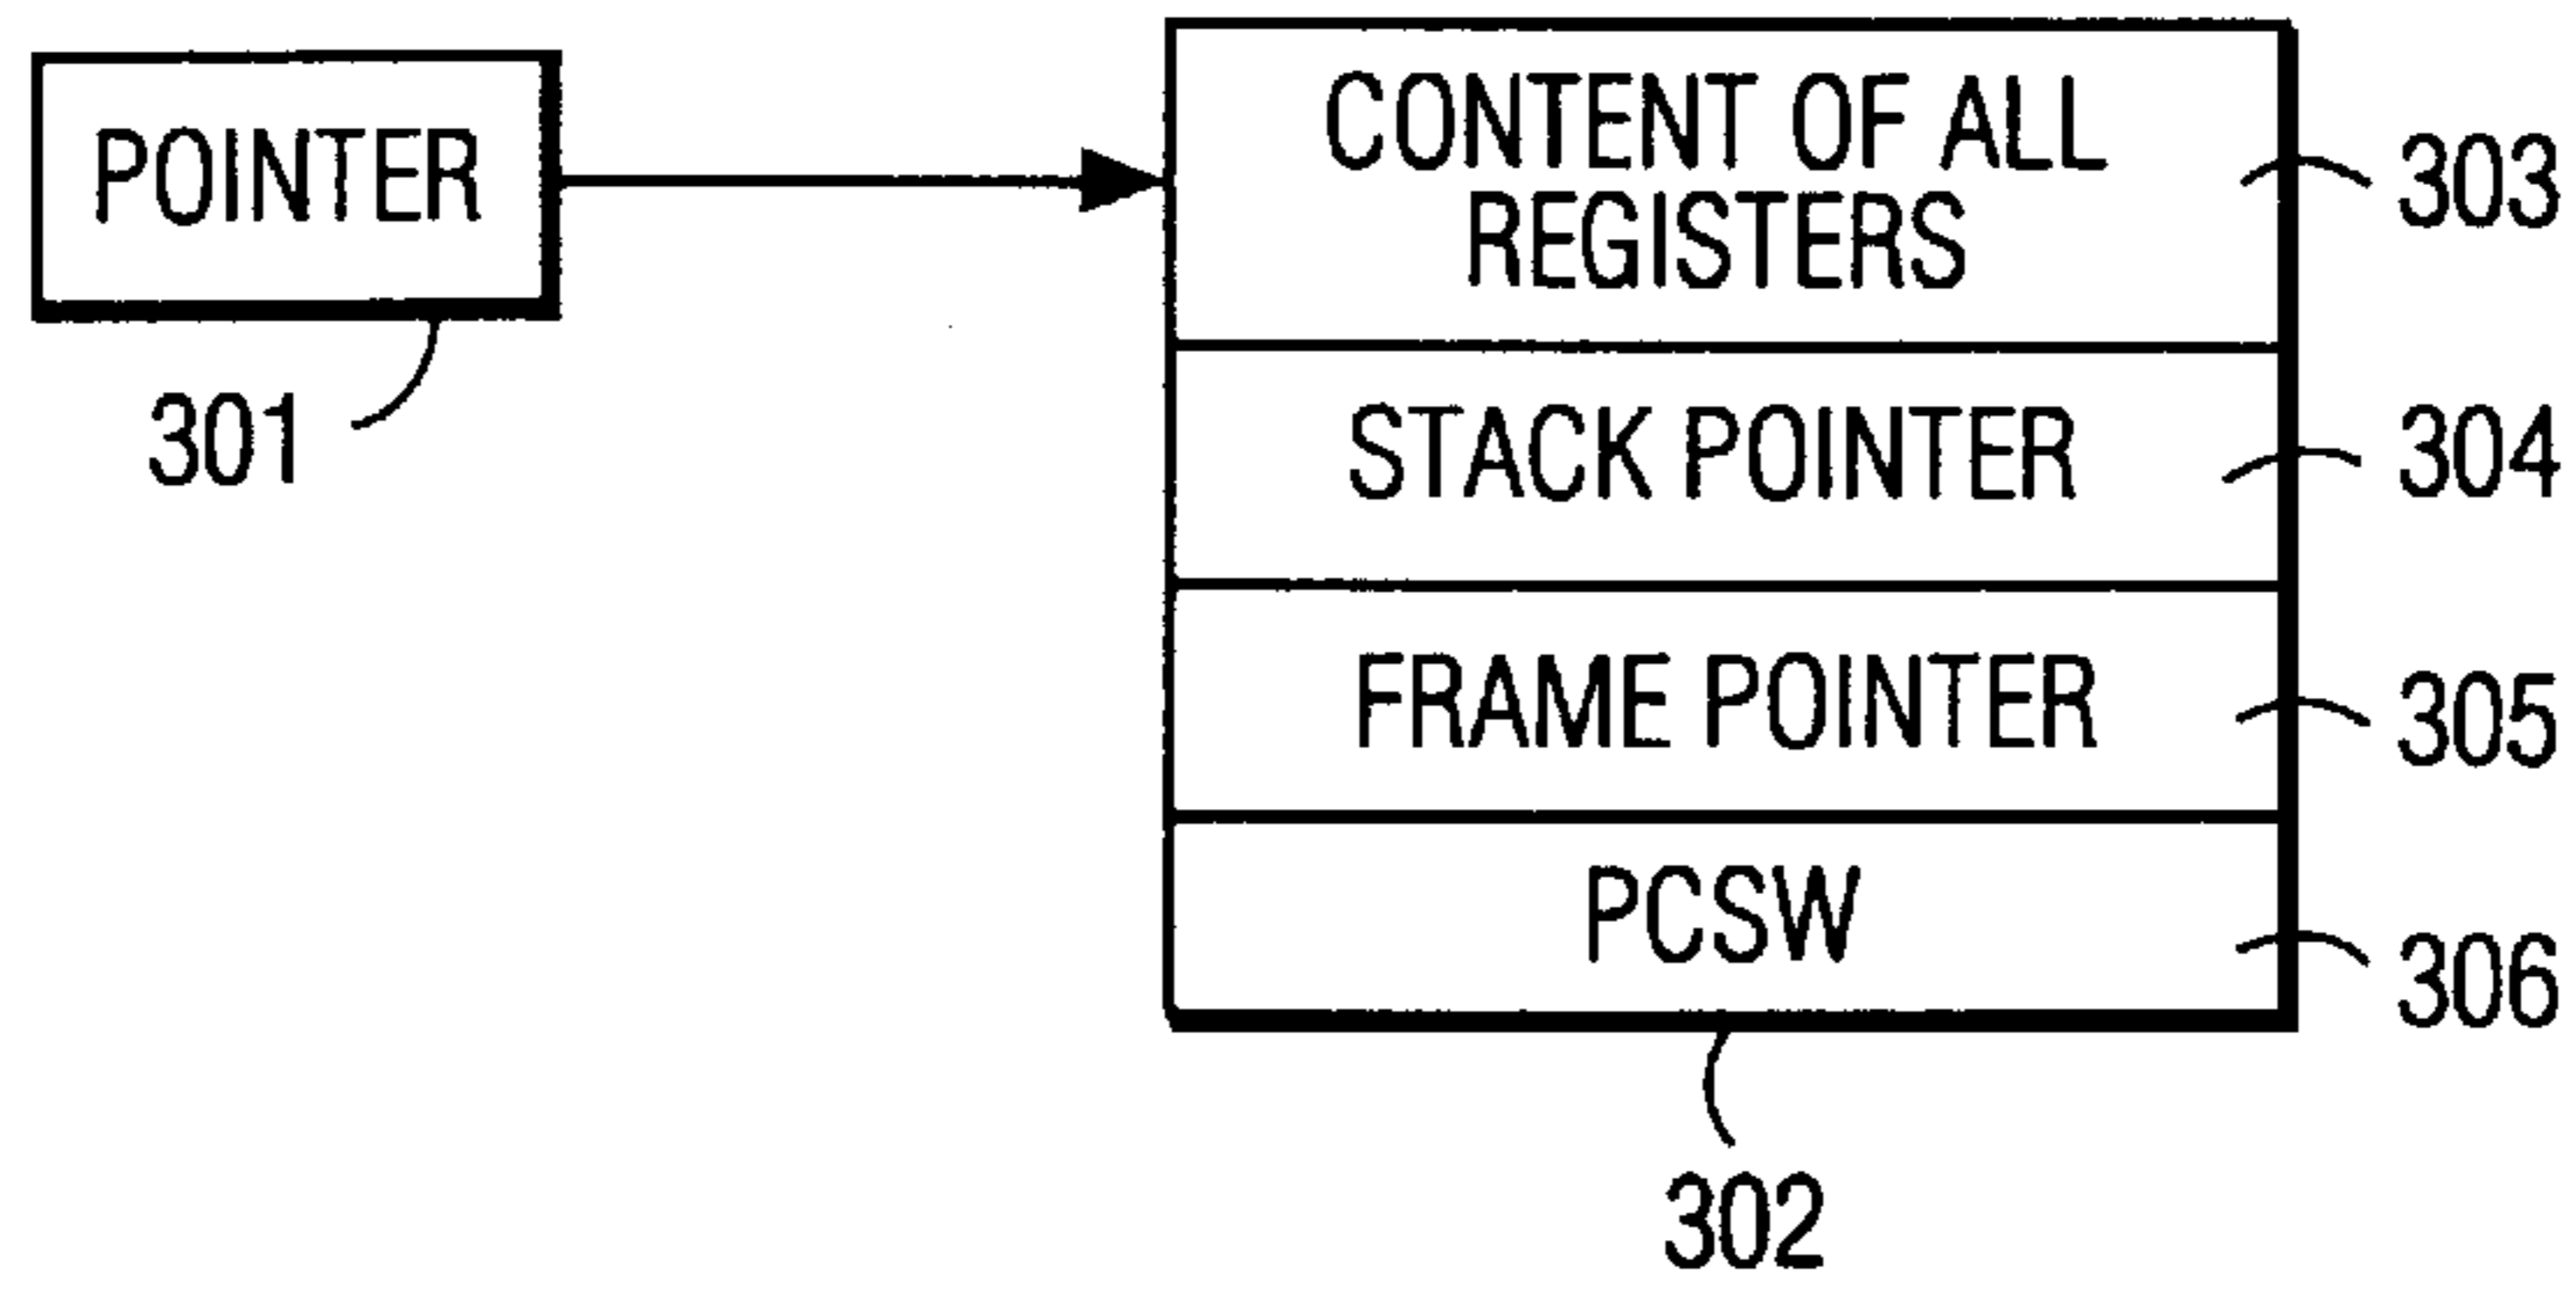 POINTER
301
CONTENT OF ALL
REGISTERS
303
STACK POINTER
304
FRAME POINTER
305
PCSW
306
302